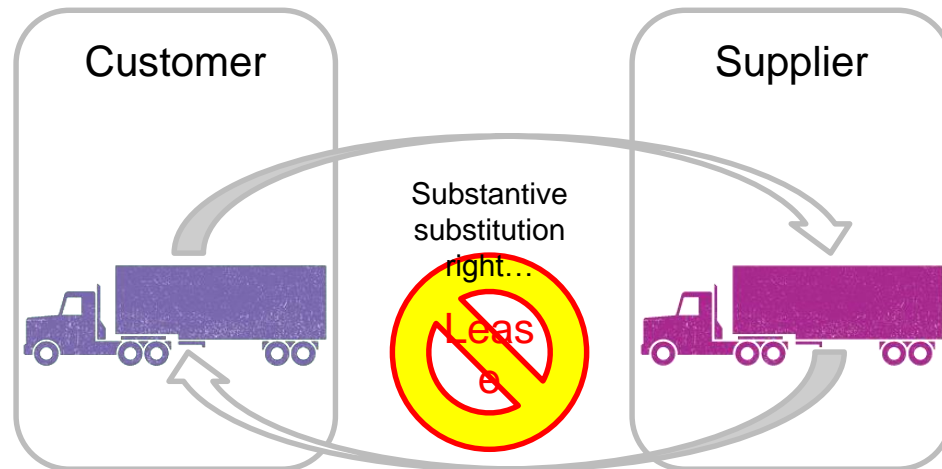 Customer
Supplier
Substantive
substitution
right…
Leas
e